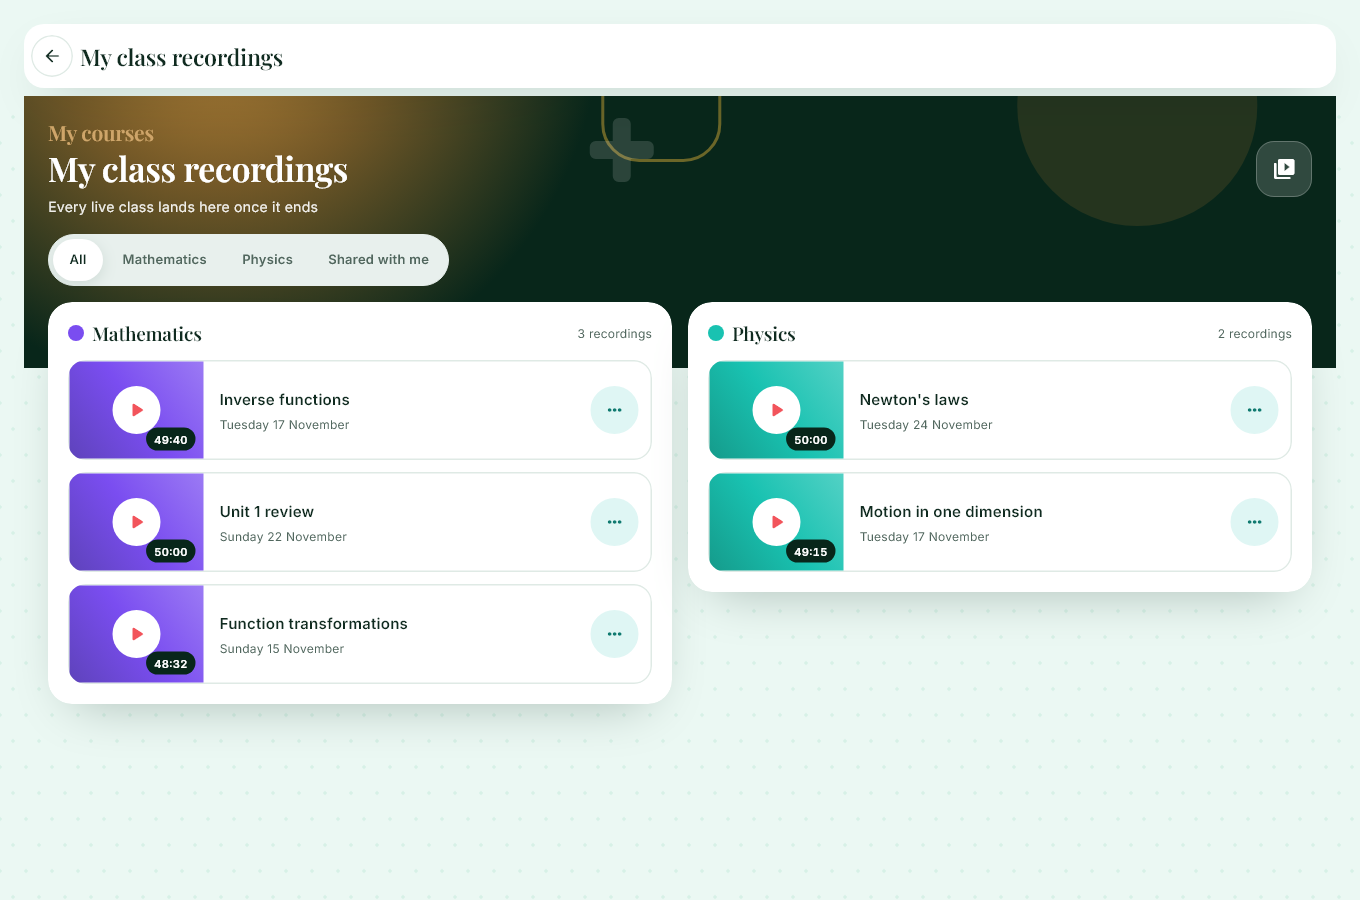 My class recordings
My courses
My class recordings
Every live class lands here once it ends
All Mathematics Physics Shared with me
Mathematics 3 recordings
Inverse functions
Tuesday 17 November
49:40
Unit 1 review
Sunday 22 November
50:00
Function transformations
Sunday 15 November
48:32
Physics 2 recordings
Newton's laws
Tuesday 24 November
50:00
Motion in one dimension
Tuesday 17 November
49:15